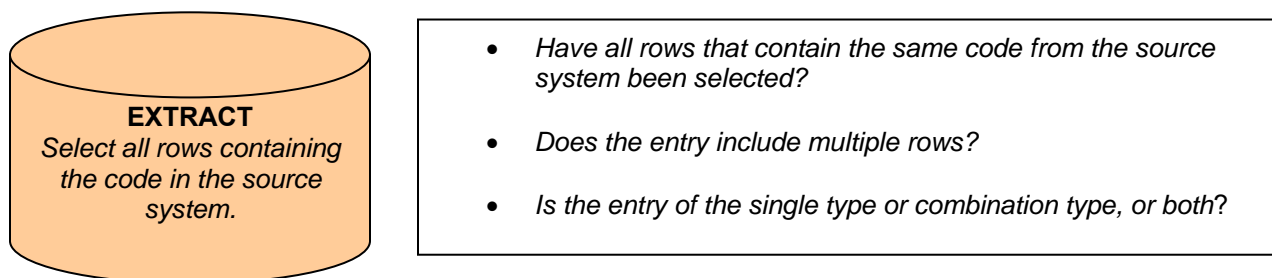 EXTRACT
Select all rows containing
the code in the source
system.
• Have all rows that contain the same code from the source
system been selected?
• Does the entry include multiple rows?
• Is the entry of the single type or combination type, or both?